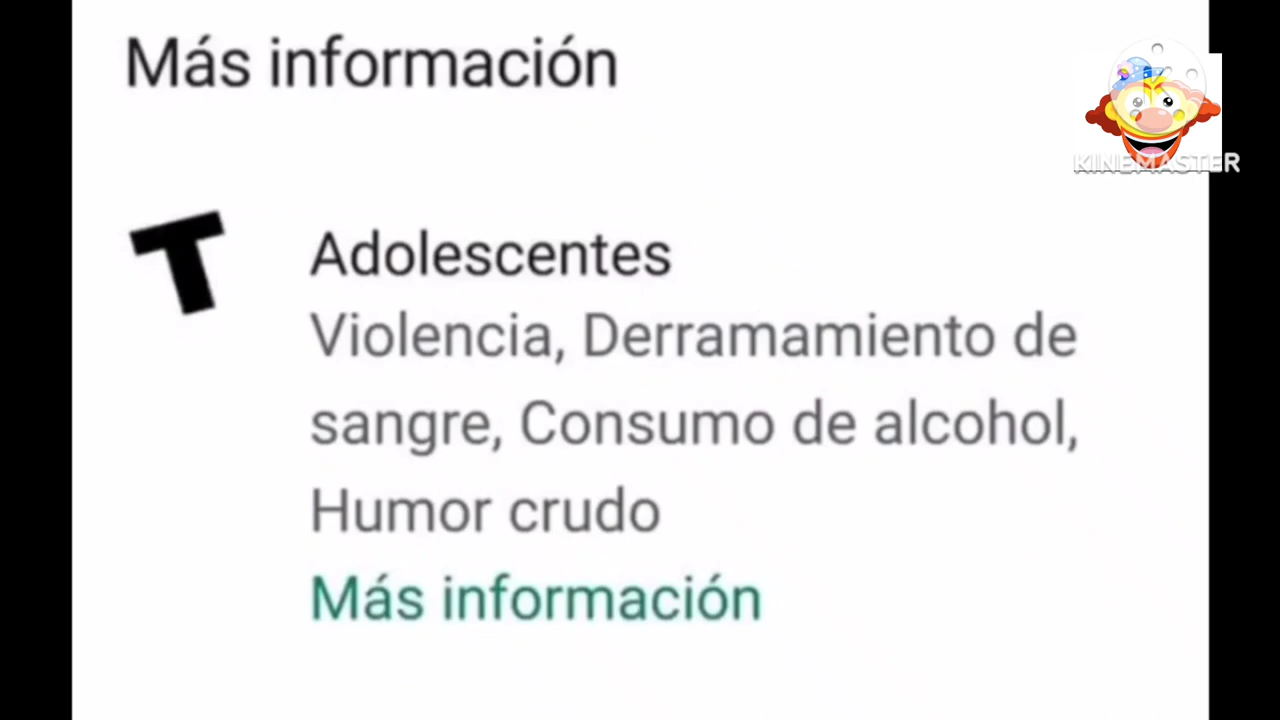 Más información
KINEMASTER
T
Adolescentes
Violencia, Derramamiento de
sangre, Consumo de alcohol,
Humor crudo
Más información